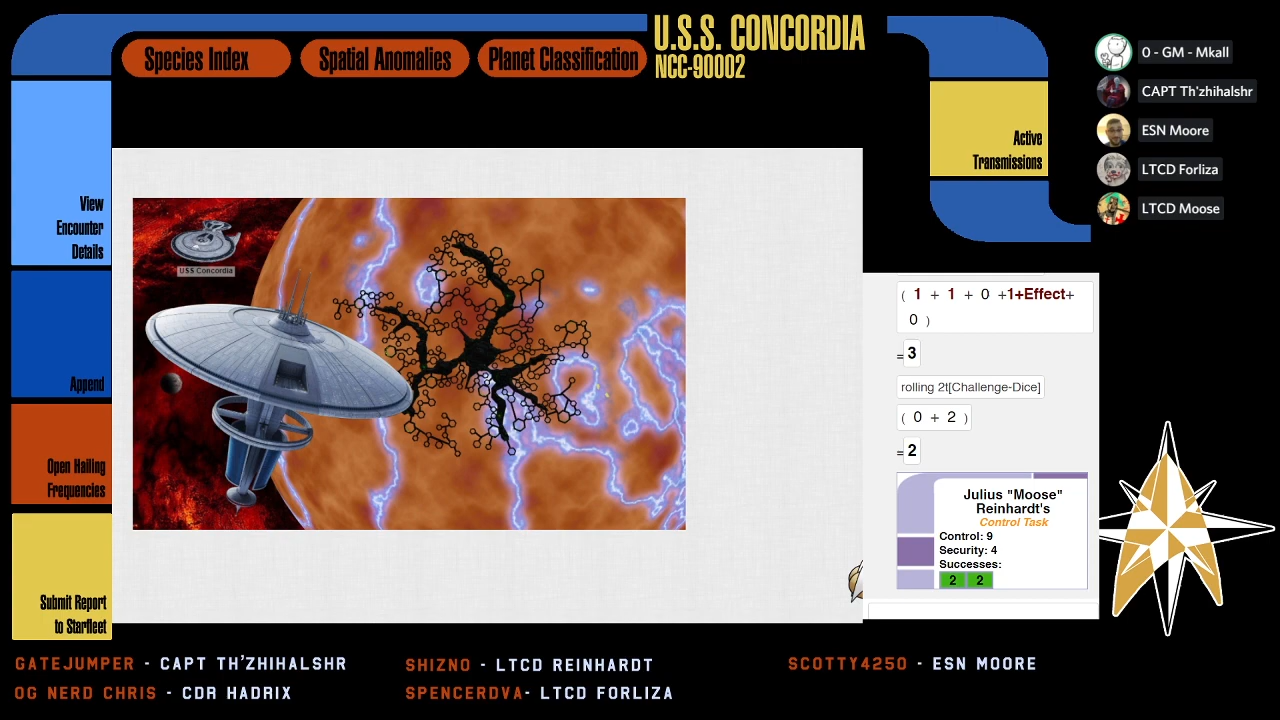 Species Index
Spatial Anomalies
Planet Classification
U.S.S. CONCORDIA
NCC-90002
View
Encounter
Details
Append
Open Hailing
Frequencies
Submit Report
to Starfleet
Active
Transmissions
0 - GM - Mkall
CAPT Th'zhihalshr
ESN Moore
LTCD Forliza
LTCD Moose
USS Concordia
( 1 + 1 + 0 +1+Effect+
0 )
=3
rolling 2t[Challenge-Dice]
( 0 + 2 )
=2
Julius "Moose"
Reinhardt's
Control Task
Control: 9
Security: 4
Successes:
2 2
GATEJUMPER - CAPT TH'ZHIHALSHR
SHIZNO - LTCD REINHARDT
SCOTTY4250 - ESN MOORE
OG NERD CHRIS - CDR HADRIX
SPENCERDVA- LTCD FORLIZA